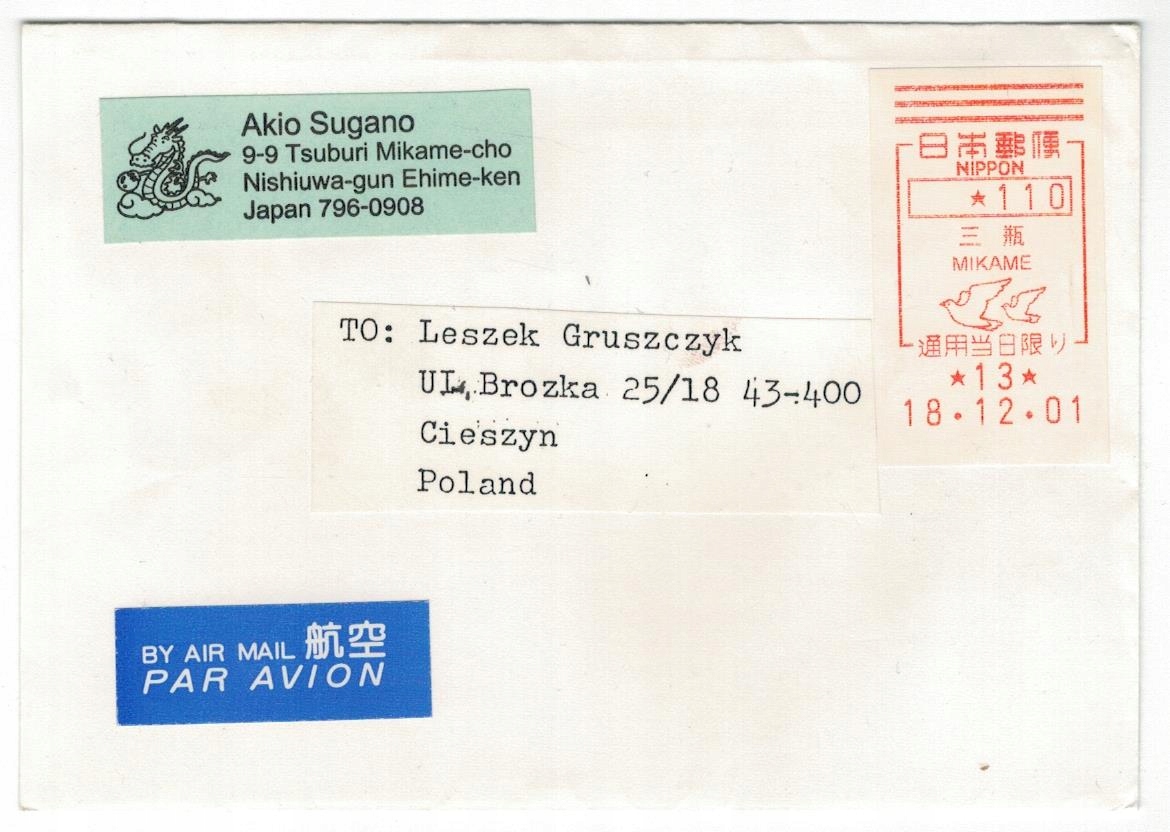 Akio Sugano
9-9 Tsuburi Mikame-cho
Nishiuwa-gun Ehime-ken
Japan 796-0908
日本郵便
NIPPON
★110
三瓶
MIKAME
通用当日限り
★13★
18.12.01
TO: Leszek Gruszczyk
UL. Brozka 25/18 43-400
Cieszyn
Poland
BY AIR MAIL 航空
PAR AVION